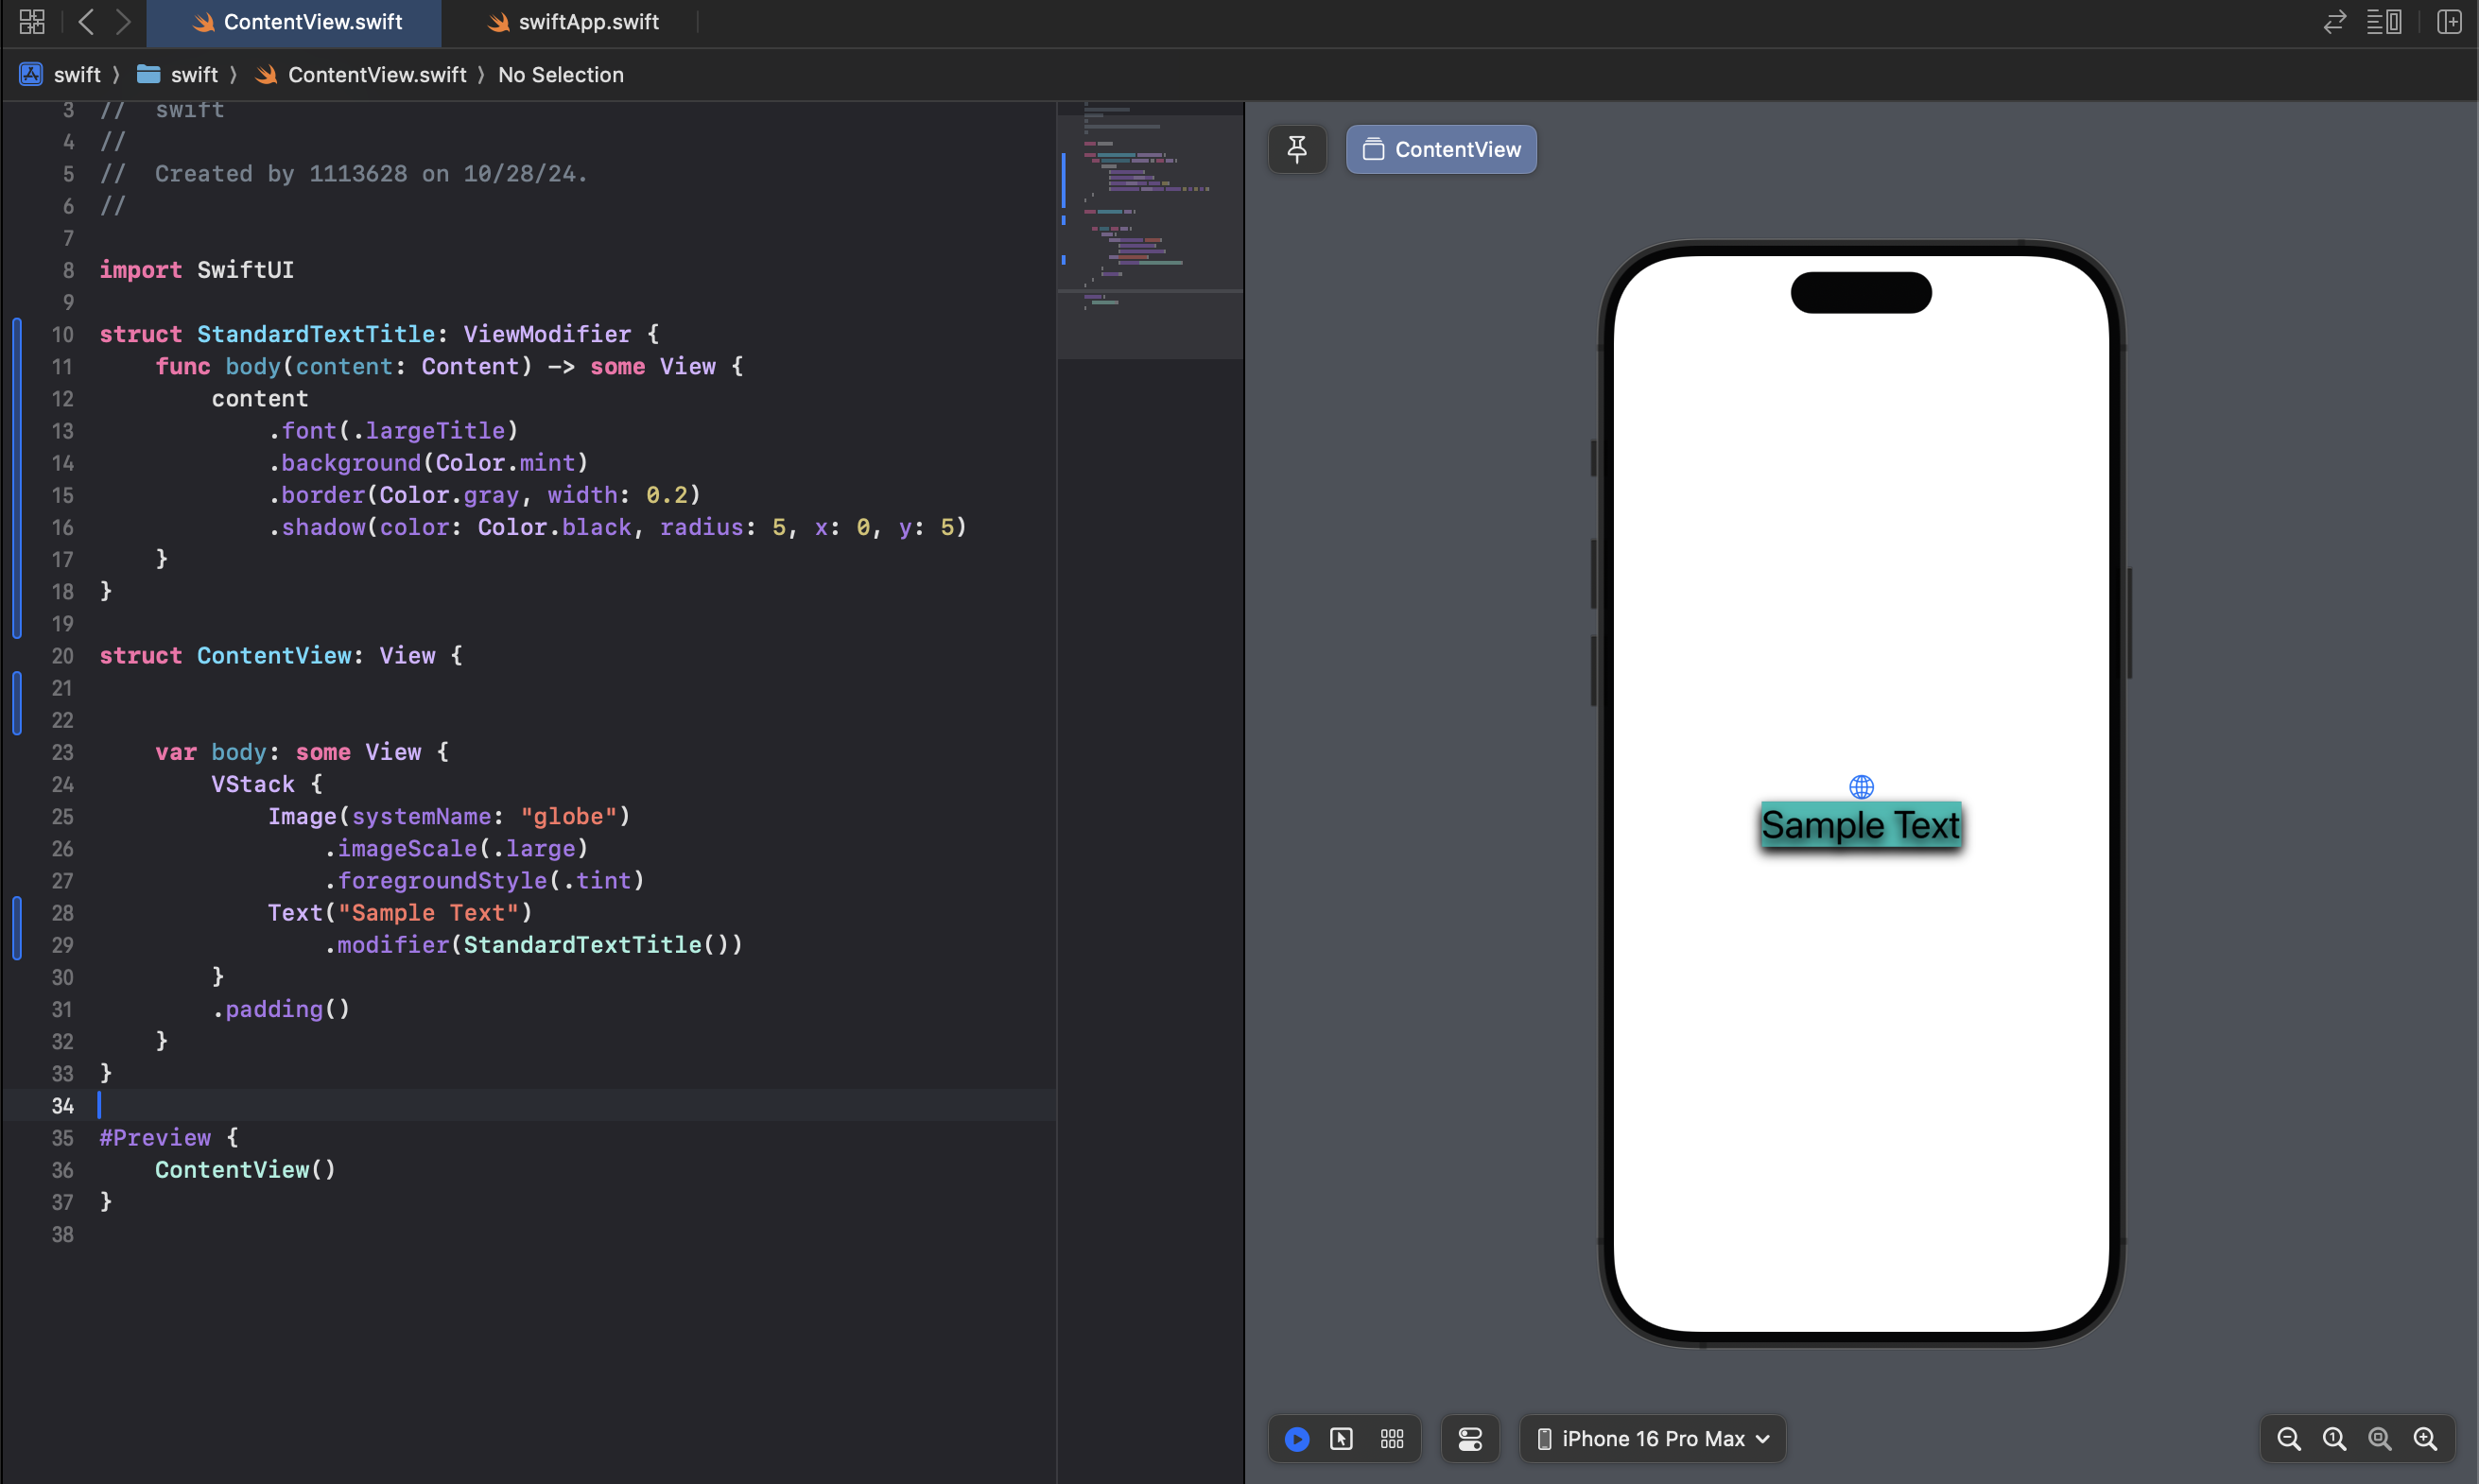 ContentView.swift
swiftApp.swift
swift 〉 swift 〉 ContentView.swift 〉 No Selection
3 //  swift
4 //
5 //  Created by 1113628 on 10/28/24.
6 //
7
8 import SwiftUI
9
10 struct StandardTextTitle: ViewModifier {
11     func body(content: Content) -> some View {
12         content
13             .font(.largeTitle)
14             .background(Color.mint)
15             .border(Color.gray, width: 0.2)
16             .shadow(color: Color.black, radius: 5, x: 0, y: 5)
17     }
18 }
19
20 struct ContentView: View {
21
22
23     var body: some View {
24         VStack {
25             Image(systemName: "globe")
26                 .imageScale(.large)
27                 .foregroundStyle(.tint)
28             Text("Sample Text")
29                 .modifier(StandardTextTitle())
30         }
31         .padding()
32     }
33 }
34
35 #Preview {
36     ContentView()
37 }
38
ContentView
Sample Text
iPhone 16 Pro Max